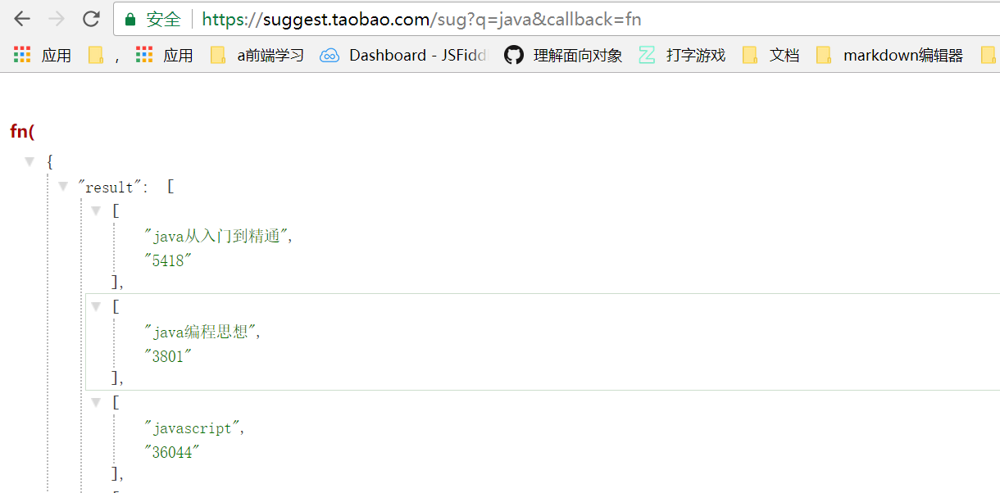 安全 https://suggest.taobao.com/sug?q=java&callback=fn
应用 , 应用 a前端学习 Dashboard - JSFiddl 理解面向对象 打字游戏 文档 markdown编辑器
fn(
{
"result": [
[
"java从入门到精通",
"5418"
],
[
"java编程思想",
"3801"
],
[
"javascript",
"36044"
],
[